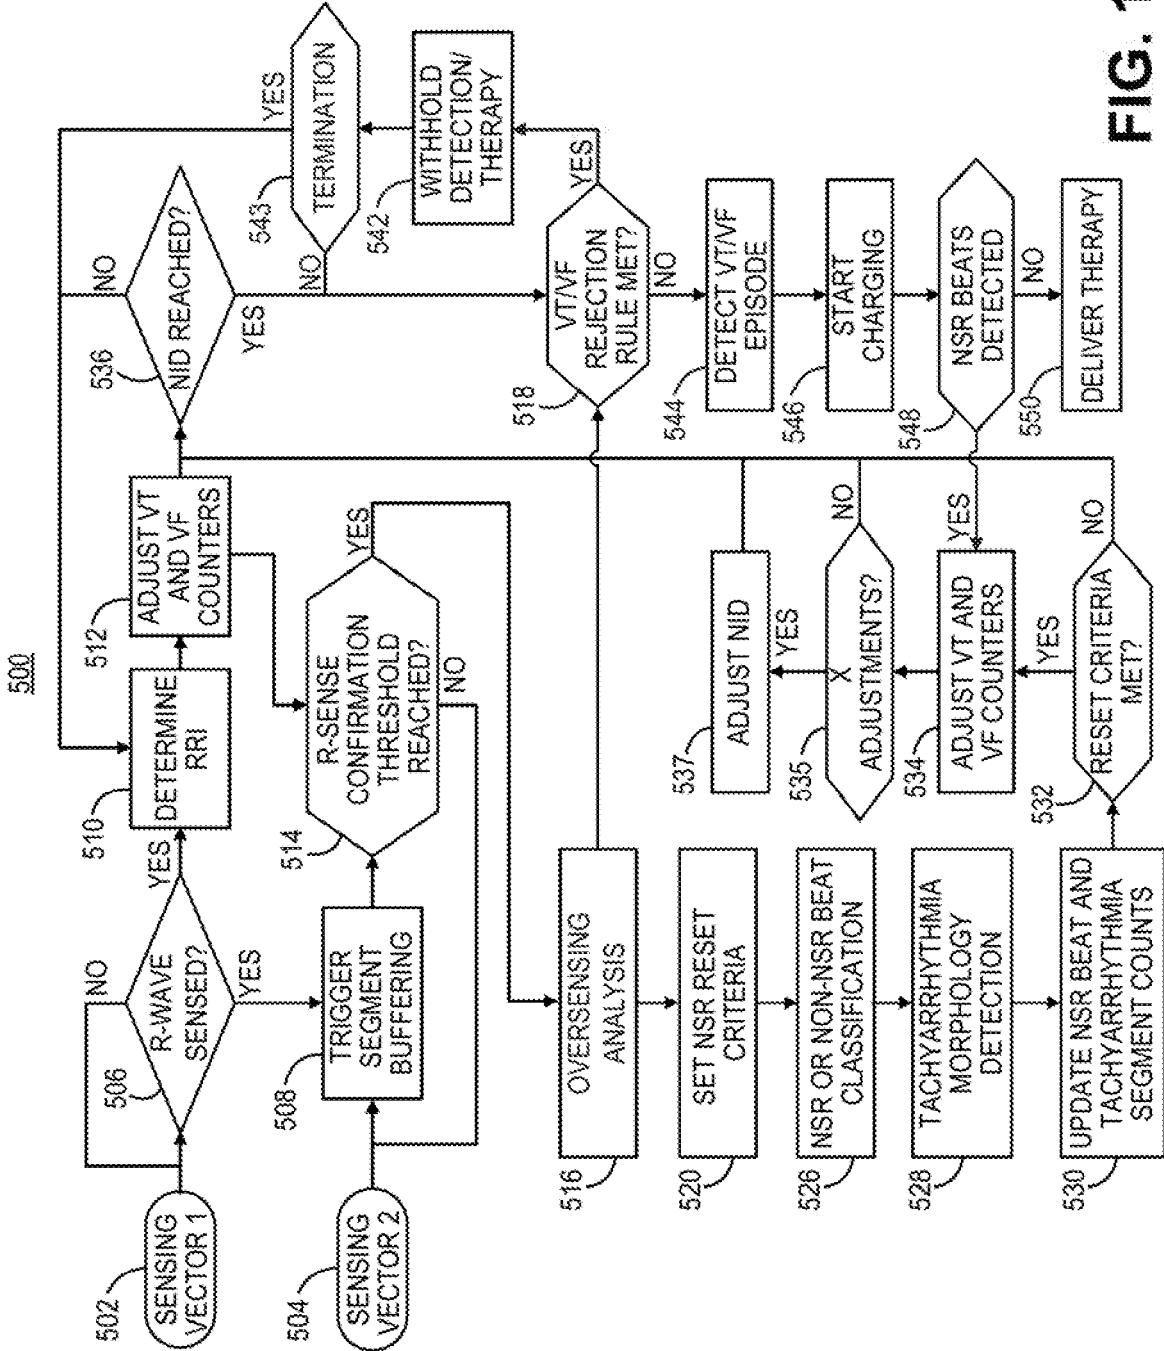 500
502
SENSING
VECTOR 1
506
R-WAVE
SENSED?
NO
YES
YES
510
DETERMINE
RRI
512
ADJUST VT
AND VF
COUNTERS
536
NID REACHED?
NO
YES
543
TERMINATION
YES
NO
542
WITHHOLD
DETECTION/
THERAPY
504
SENSING
VECTOR 2
508
TRIGGER
SEGMENT
BUFFERING
514
R-SENSE
CONFIRMATION
THRESHOLD
REACHED?
YES
NO
516
OVERSENSING
ANALYSIS
518
VT/VF
REJECTION
RULE MET?
YES
NO
520
SET NSR RESET
CRITERIA
526
NSR OR NON-NSR BEAT
CLASSIFICATION
528
TACHYARRHYTHMIA
MORPHOLOGY
DETECTION
530
UPDATE NSR BEAT AND
TACHYARRHYTHMIA
SEGMENT COUNTS
532
RESET CRITERIA
MET?
NO
YES
534
ADJUST VT AND
VF COUNTERS
535
X
ADJUSTMENTS?
NO
YES
537
ADJUST NID
544
DETECT VT/VF
EPISODE
546
START
CHARGING
548
NSR BEATS
DETECTED
YES
NO
550
DELIVER THERAPY
FIG. 1